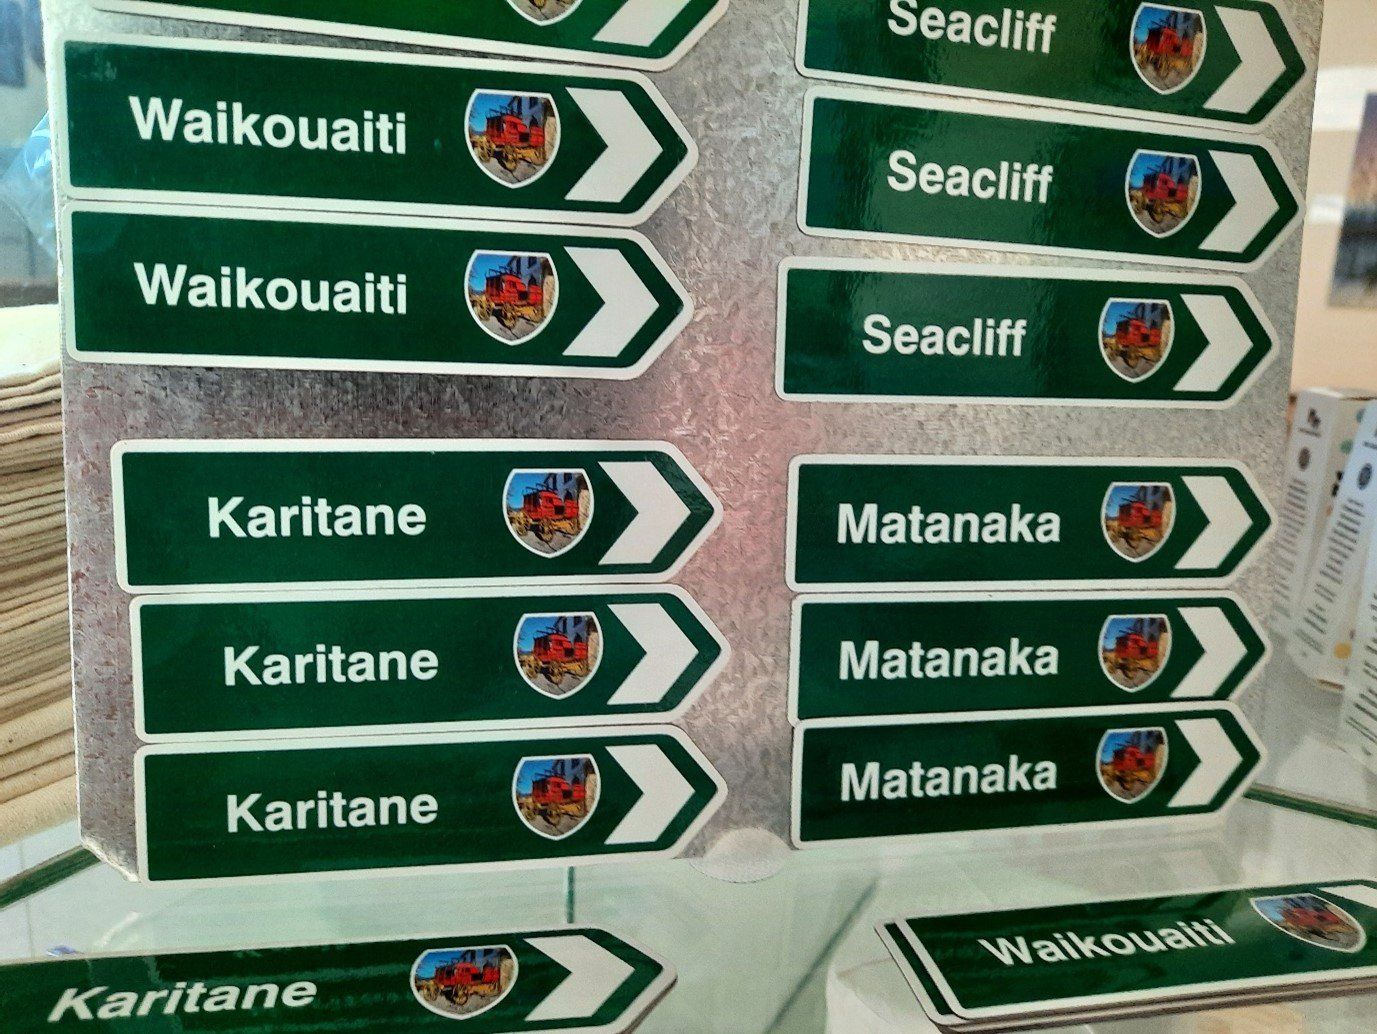 Waikouaiti
Waikouaiti
Karitane
Karitane
Karitane
Karitane
Seacliff
Seacliff
Seacliff
Matanaka
Matanaka
Matanaka
Waikouaiti